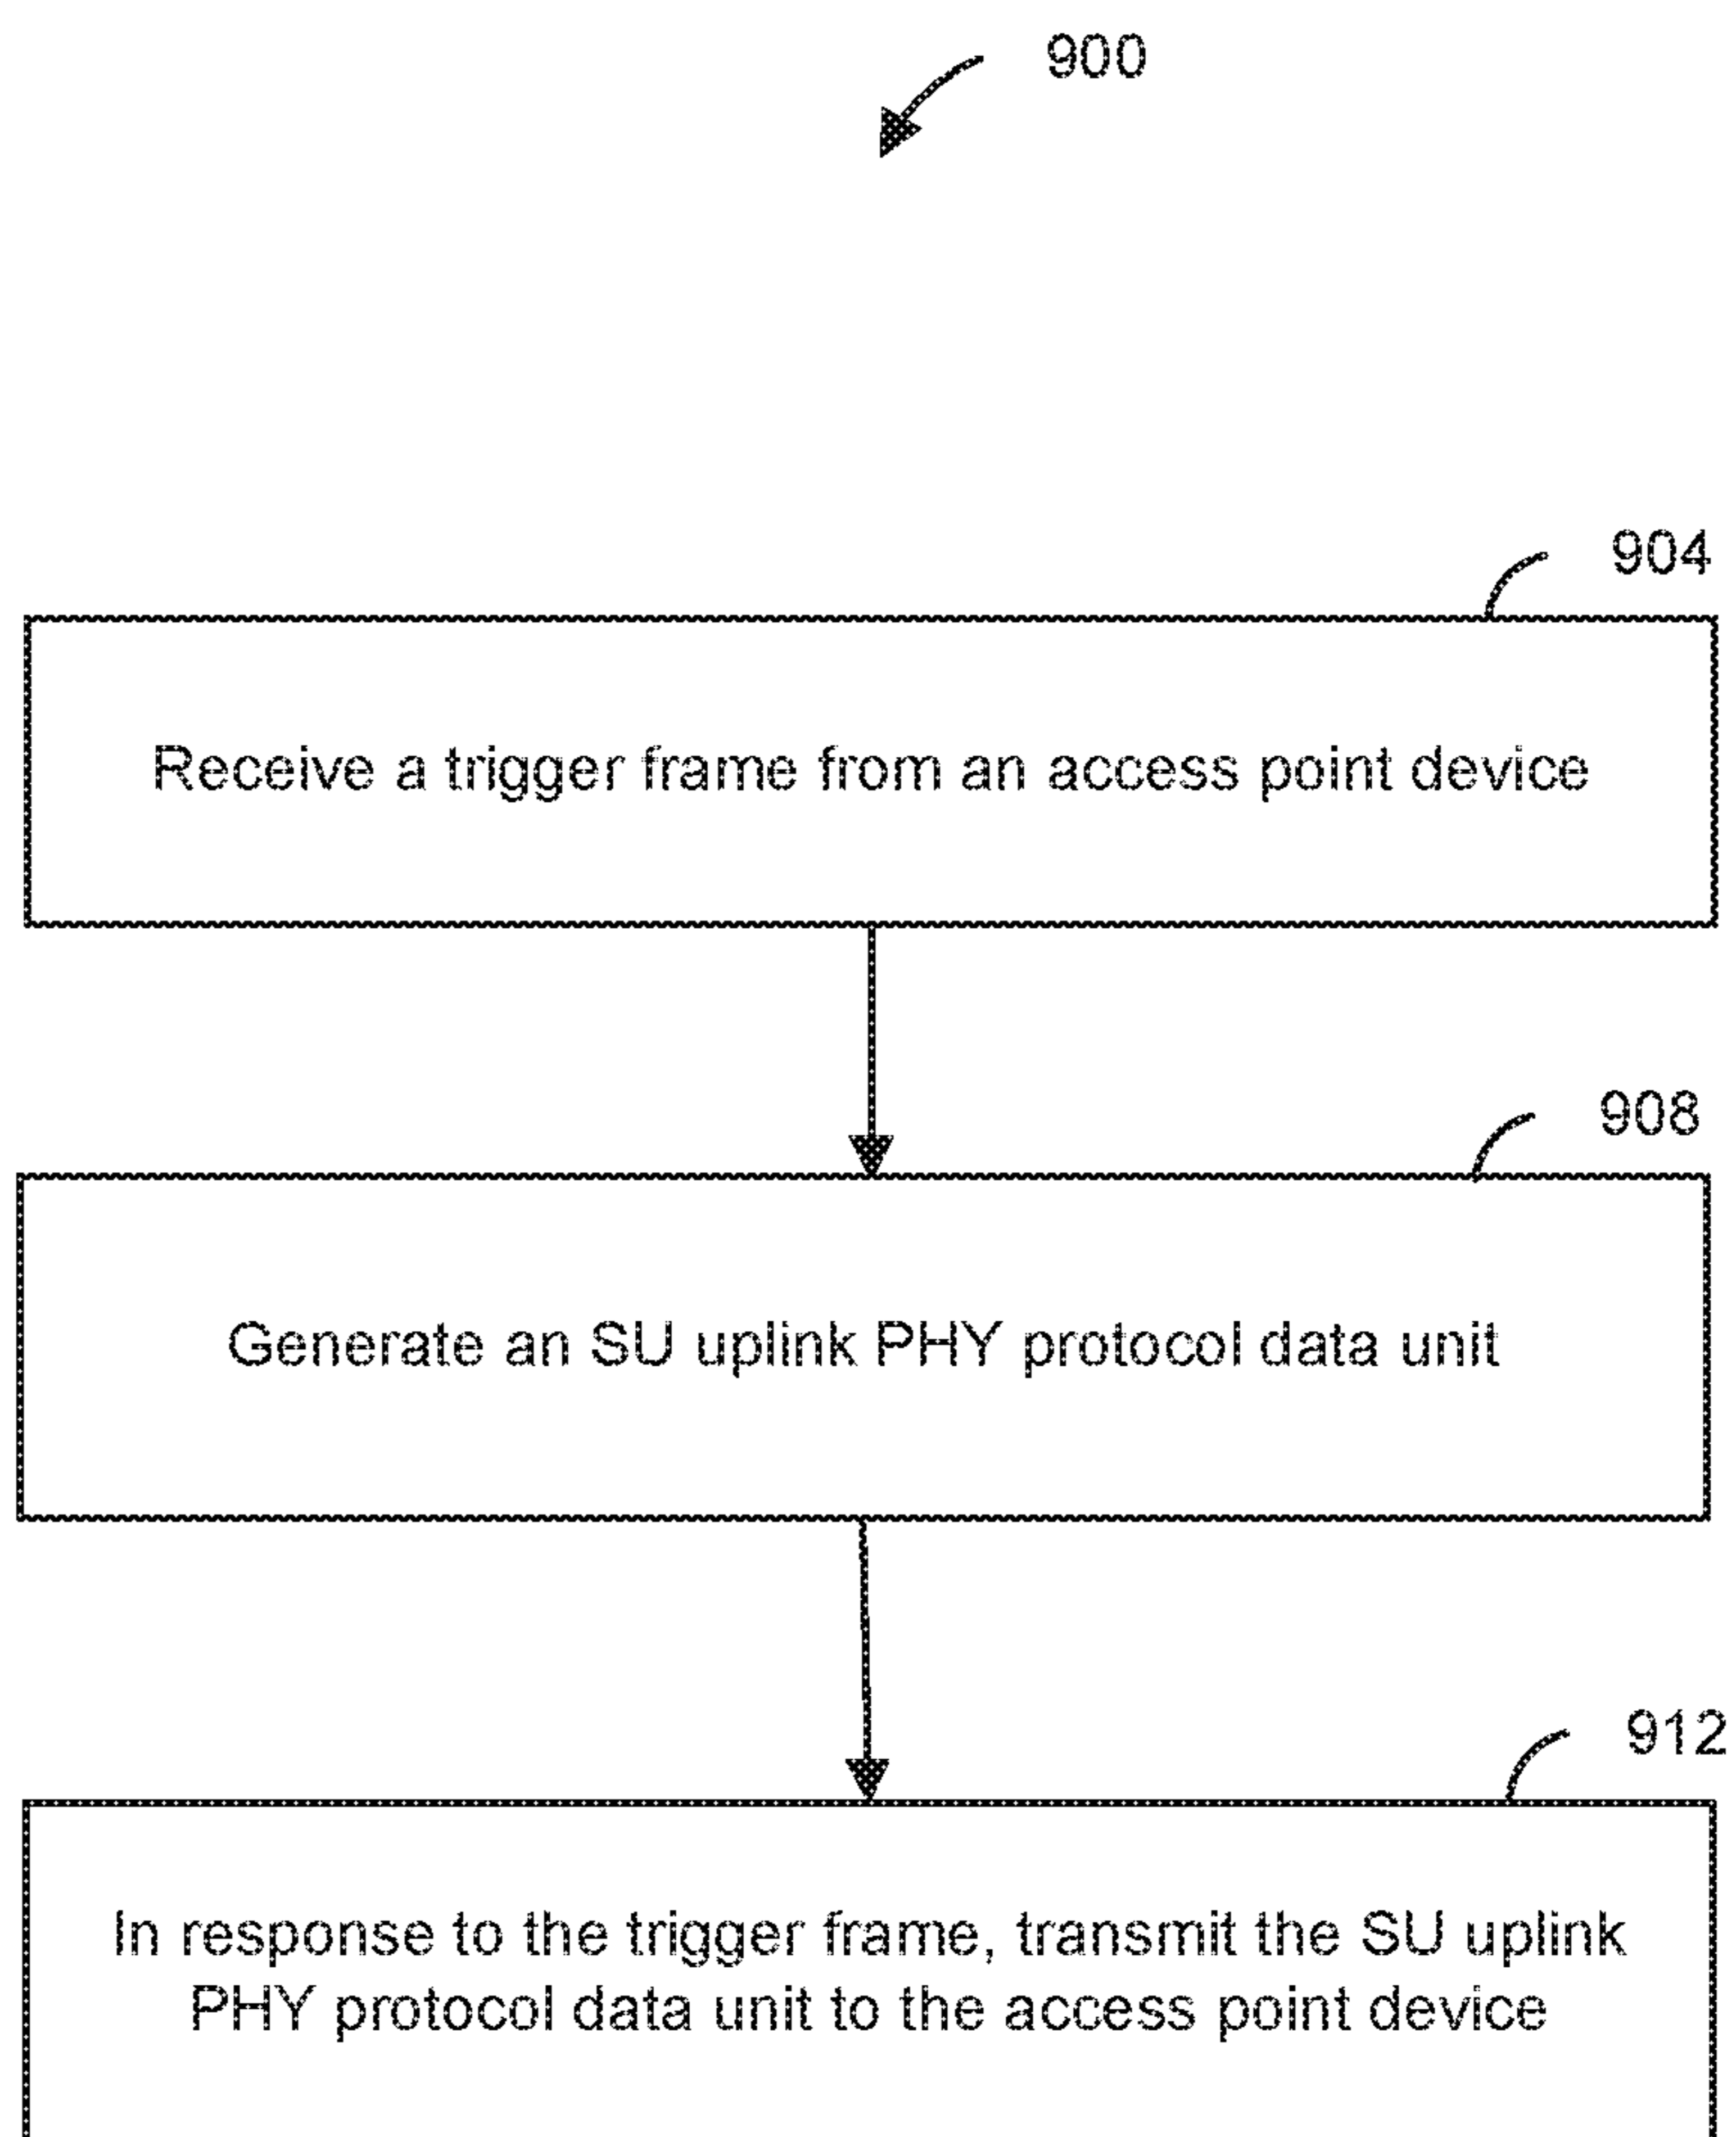 900
904
Receive a trigger frame from an access point device
908
Generate an SU uplink PHY protocol data unit
912
In response to the trigger frame, transmit the SU uplink
PHY protocol data unit to the access point device